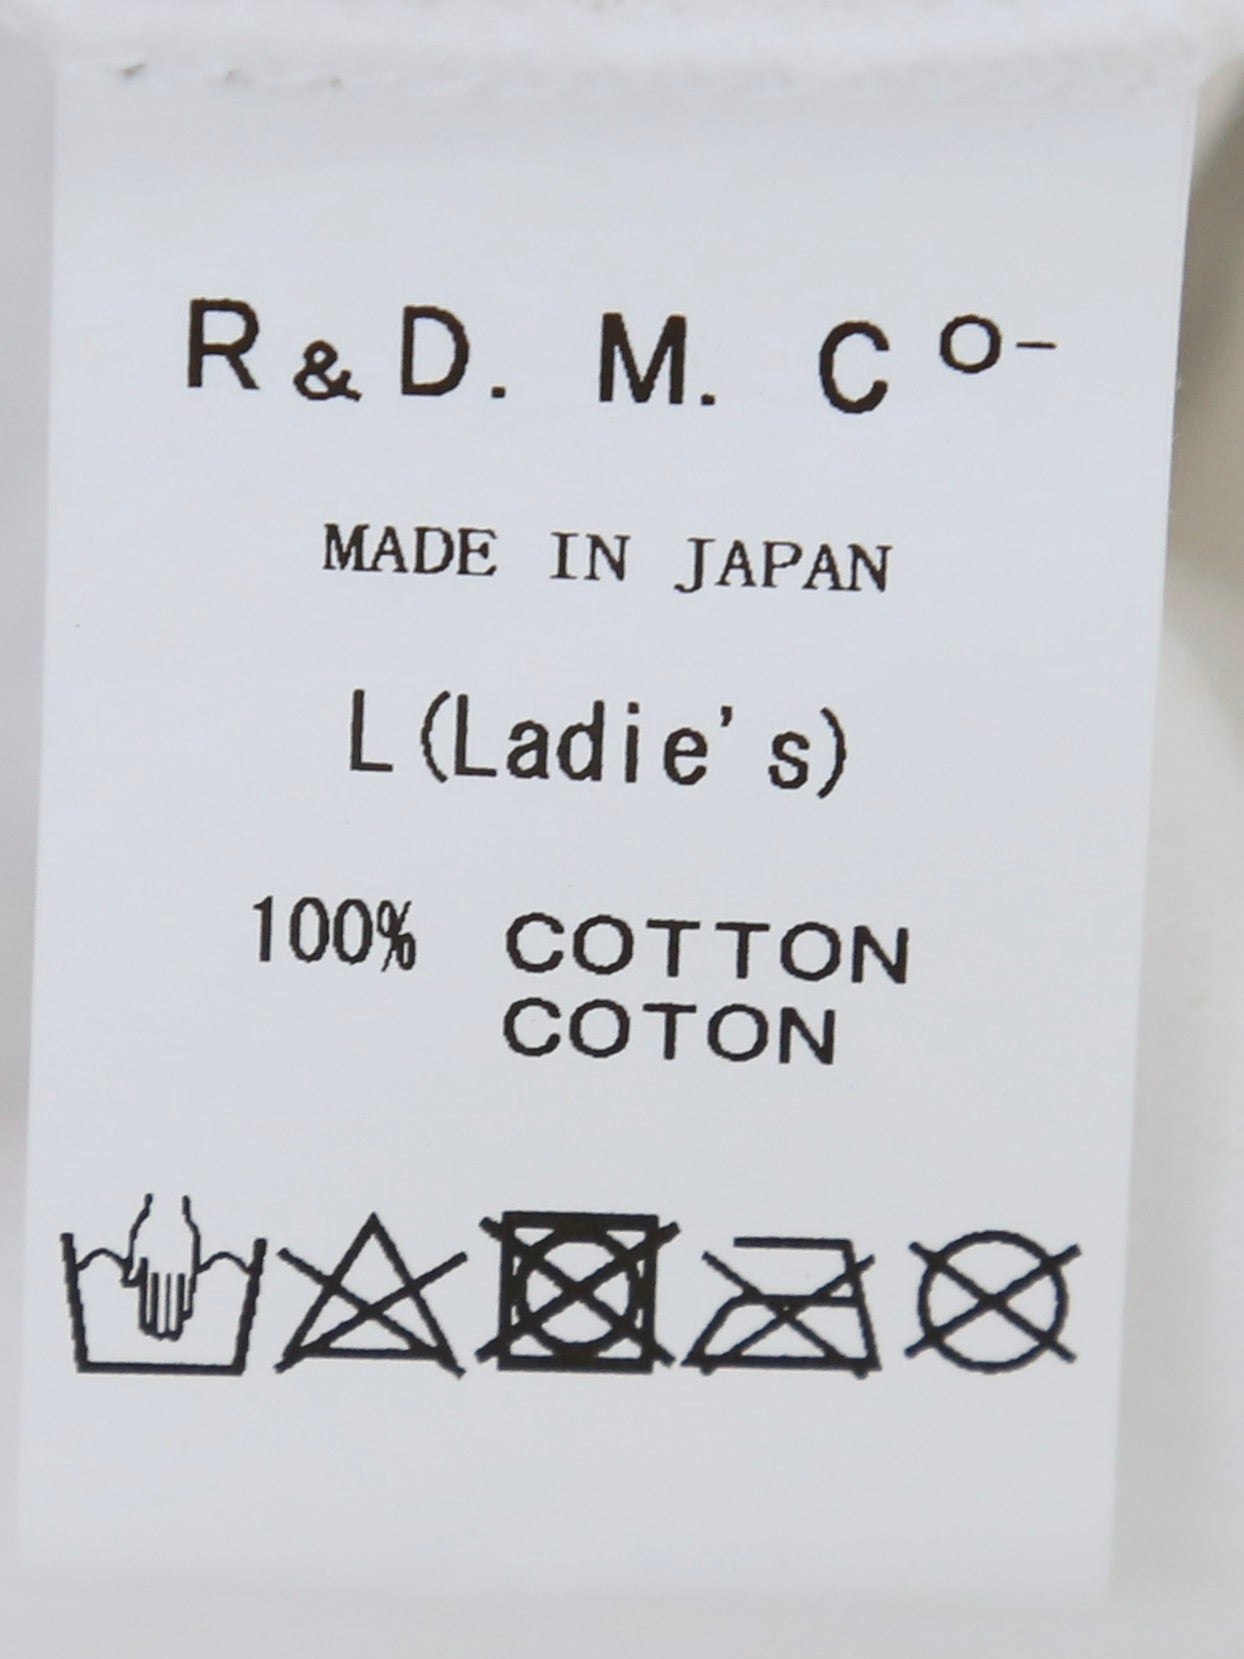 R&D. M. Co-
MADE IN JAPAN
L(Ladie's)
100% COTTON
COTON